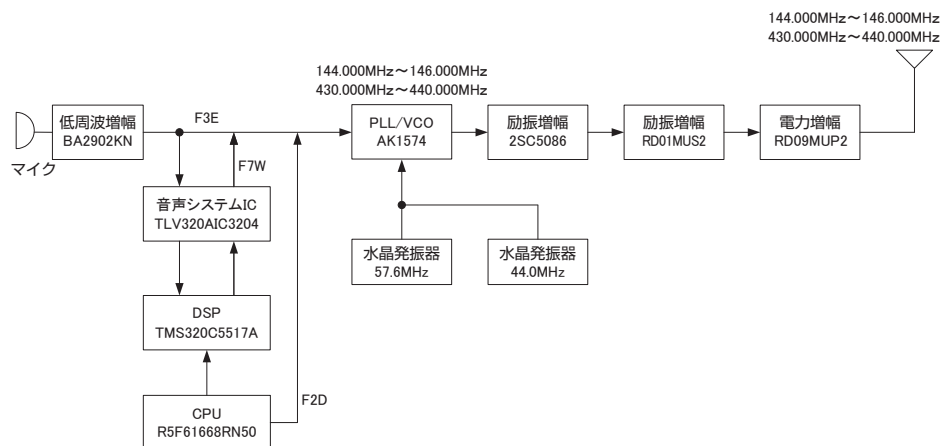 144.000MHz～146.000MHz
430.000MHz～440.000MHz
144.000MHz～146.000MHz
430.000MHz～440.000MHz
マイク
低周波増幅
BA2902KN
F3E
F7W
PLL/VCO
AK1574
励振増幅
2SC5086
励振増幅
RD01MUS2
電力増幅
RD09MUP2
音声システムIC
TLV320AIC3204
水晶発振器
57.6MHz
水晶発振器
44.0MHz
DSP
TMS320C5517A
F2D
CPU
R5F61668RN50